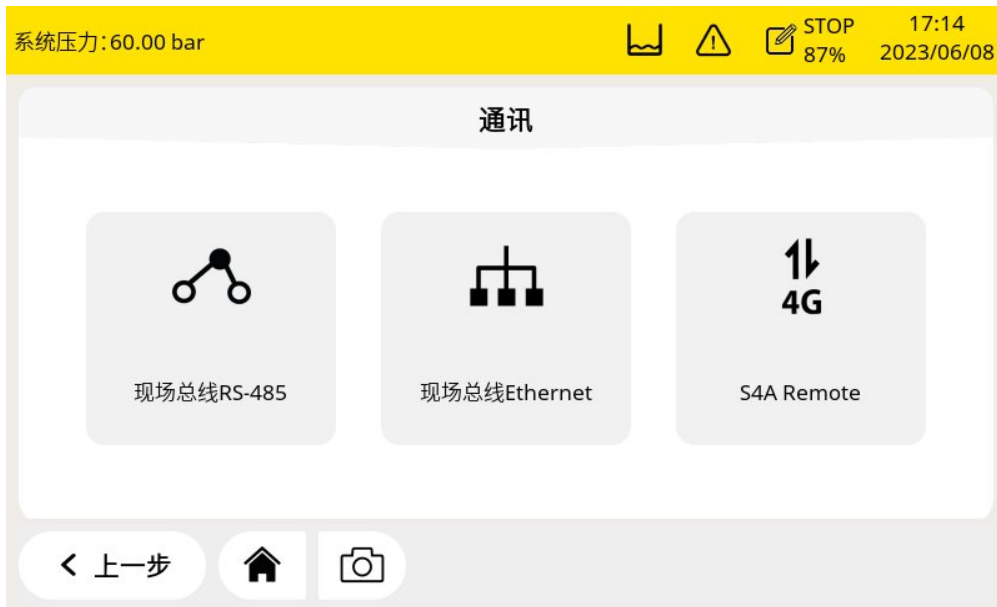 系统压力:60.00 bar
STOP
87%
17:14
2023/06/08
通讯
4G
现场总线RS-485
现场总线Ethernet
S4A Remote
上一步